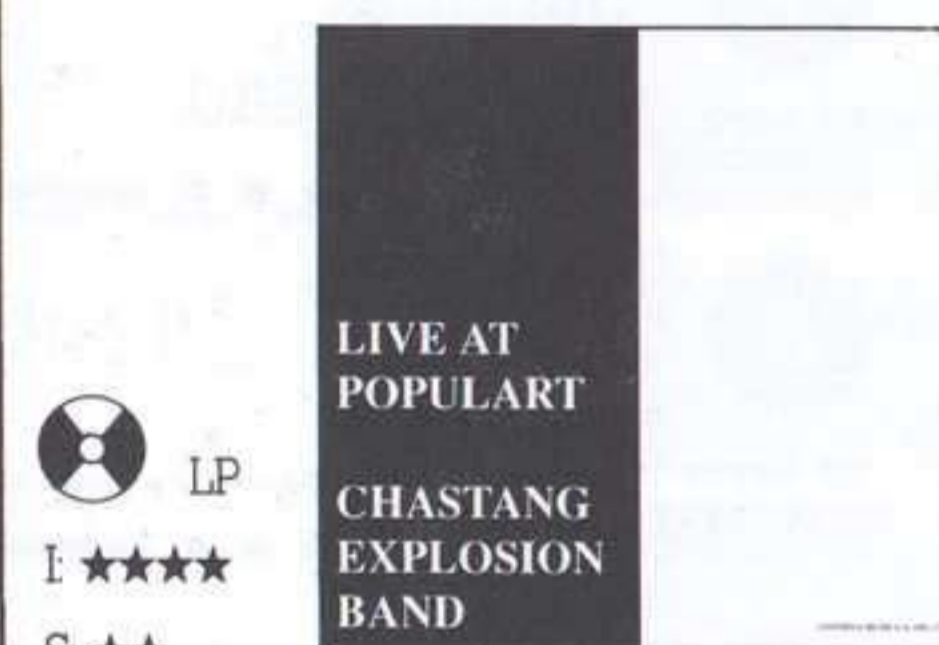 LP
I: ★★★★
S: ★★
LIVE AT
POPULART
CHASTANG
EXPLOSION
BAND